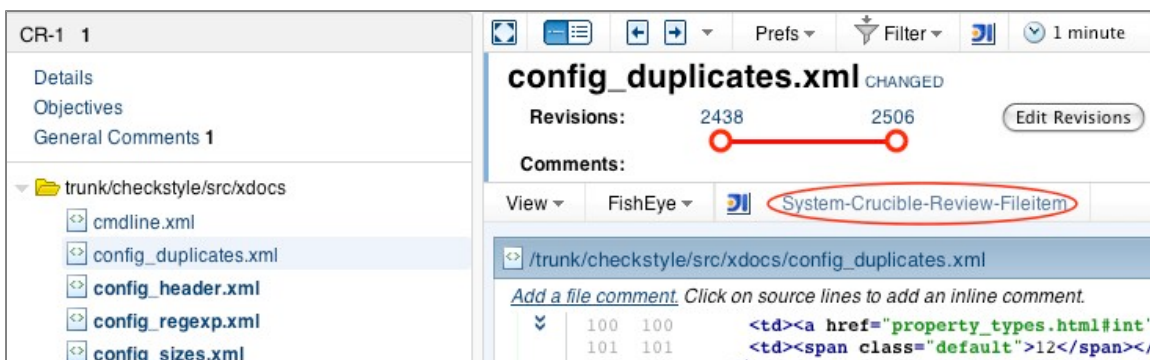 CR-1 1
Details
Objectives
General Comments 1
trunk/checkstyle/src/xdocs
cmdline.xml
config_duplicates.xml
config_header.xml
config_regexp.xml
config_sizes.xml
Prefs
Filter
1 minute
config_duplicates.xml CHANGED
Revisions: 2438 2506 Edit Revisions
Comments:
View FishEye System-Crucible-Review-Fileitem
/trunk/checkstyle/src/xdocs/config_duplicates.xml
Add a file comment. Click on source lines to add an inline comment.
100 100 <td><a href="property_types.html#int"
101 101 <td><span class="default">12</span></